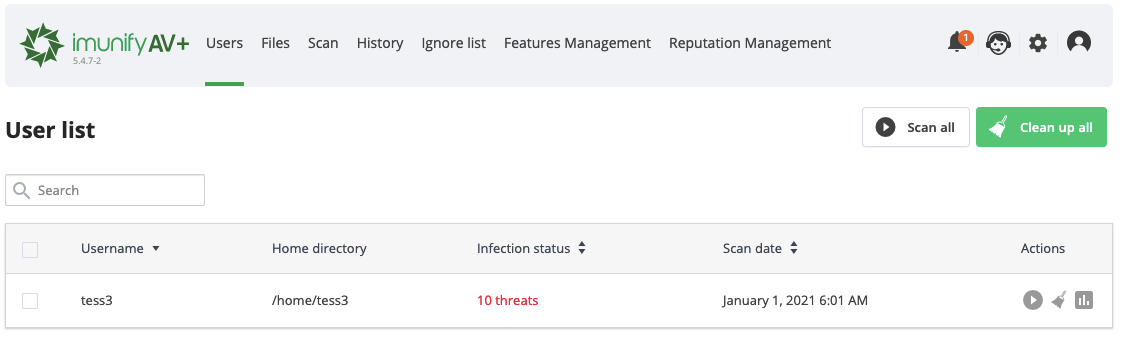 imunify AV+
5.4.7-2
Users Files Scan History Ignore list Features Management Reputation Management
1
User list
Scan all
Clean up all
Search
Username Home directory Infection status Scan date Actions
tess3 /home/tess3 10 threats January 1, 2021 6:01 AM